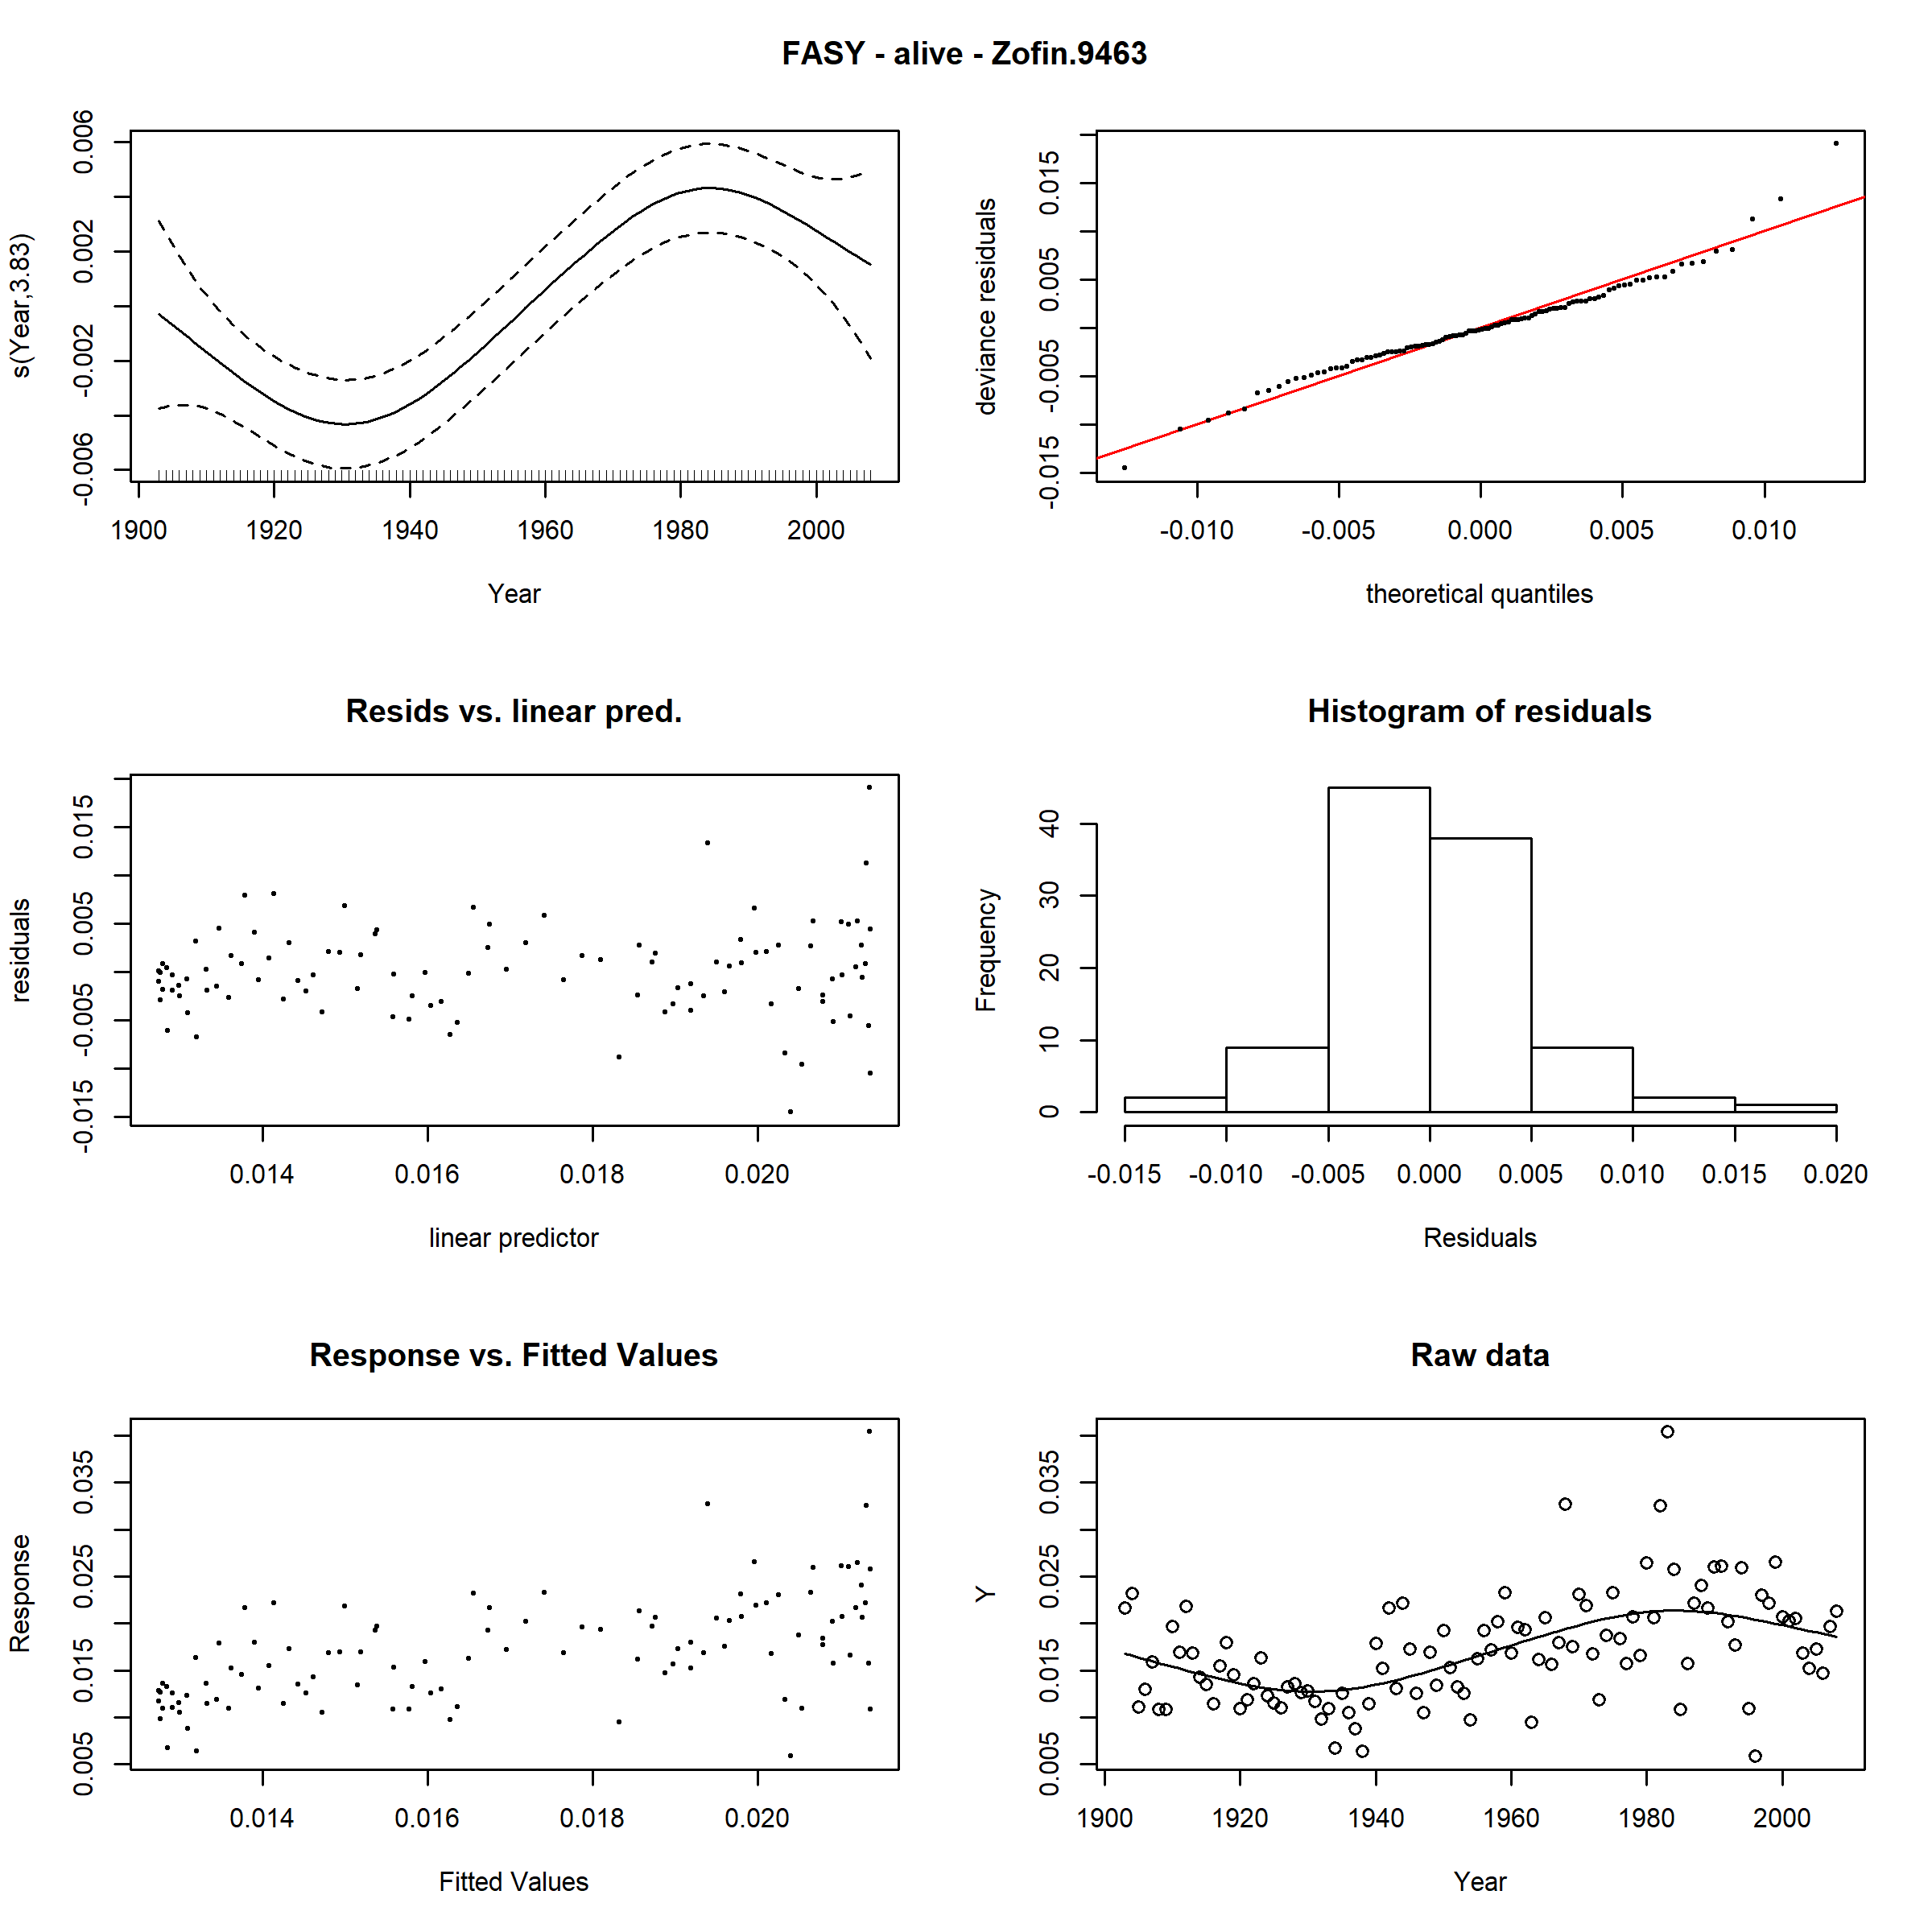 FASY - alive - Zofin.9463
s(Year,3.83)
-0.006 -0.002 0.002 0.006
1900 1920 1940 1960 1980 2000
Year
deviance residuals
-0.015 -0.005 0.005 0.015
-0.010 -0.005 0.000 0.005 0.010
theoretical quantiles
Resids vs. linear pred.
residuals
-0.015 -0.005 0.005 0.015
0.014 0.016 0.018 0.020
linear predictor
Histogram of residuals
Frequency
0 10 20 30 40
-0.015 -0.010 -0.005 0.000 0.005 0.010 0.015 0.020
Residuals
Response vs. Fitted Values
Response
0.005 0.015 0.025 0.035
0.014 0.016 0.018 0.020
Fitted Values
Raw data
Y
0.005 0.015 0.025 0.035
1900 1920 1940 1960 1980 2000
Year